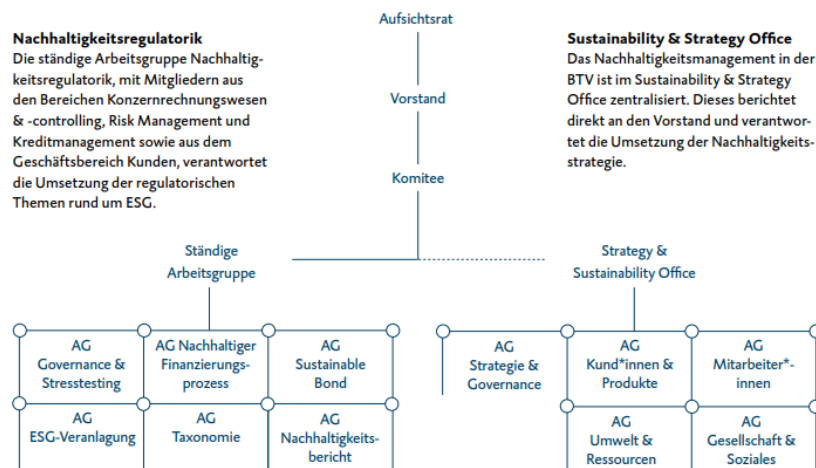 Aufsichtsrat
Nachhaltigkeitsregulatorik
Die ständige Arbeitsgruppe Nachhaltig-
keitsregulatorik, mit Mitgliedern aus
den Bereichen Konzernrechnungswesen
& -controlling, Risk Management und
Kreditmanagement sowie aus dem
Geschäftsbereich Kunden, verantwortet
die Umsetzung der regulatorischen
Themen rund um ESG.
Vorstand
Komitee
Sustainability & Strategy Office
Das Nachhaltigkeitsmanagement in der
BTV ist im Sustainability & Strategy
Office zentralisiert. Dieses berichtet
direkt an den Vorstand und verantwor-
tet die Umsetzung der Nachhaltigkeits-
strategie.
Ständige
Arbeitsgruppe
Strategy &
Sustainability Office
AG
Governance &
Stresstesting
AG Nachhaltiger
Finanzierungs-
prozess
AG
Sustainable
Bond
AG
Strategie &
Governance
AG
Kund*innen &
Produkte
AG
Mitarbeiter*-
innen
AG
ESG-Veranlagung
AG
Taxonomie
AG
Nachhaltigkeits-
bericht
AG
Umwelt &
Ressourcen
AG
Gesellschaft &
Soziales